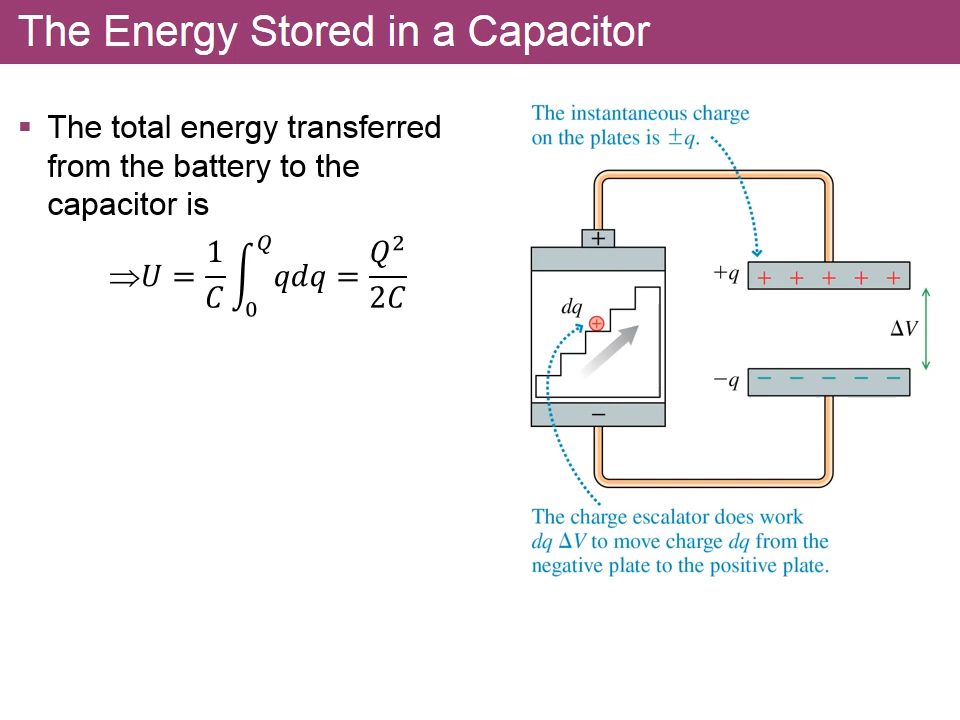 The Energy Stored in a Capacitor
▪ The total energy transferred
from the battery to the
capacitor is
⇒U = 1/C ∫₀^Q qdq = Q²/2C
The instantaneous charge
on the plates is ±q.
+
+q + + + + +
dq
+
ΔV
−q − − − − −
−
The charge escalator does work
dq ΔV to move charge dq from the
negative plate to the positive plate.